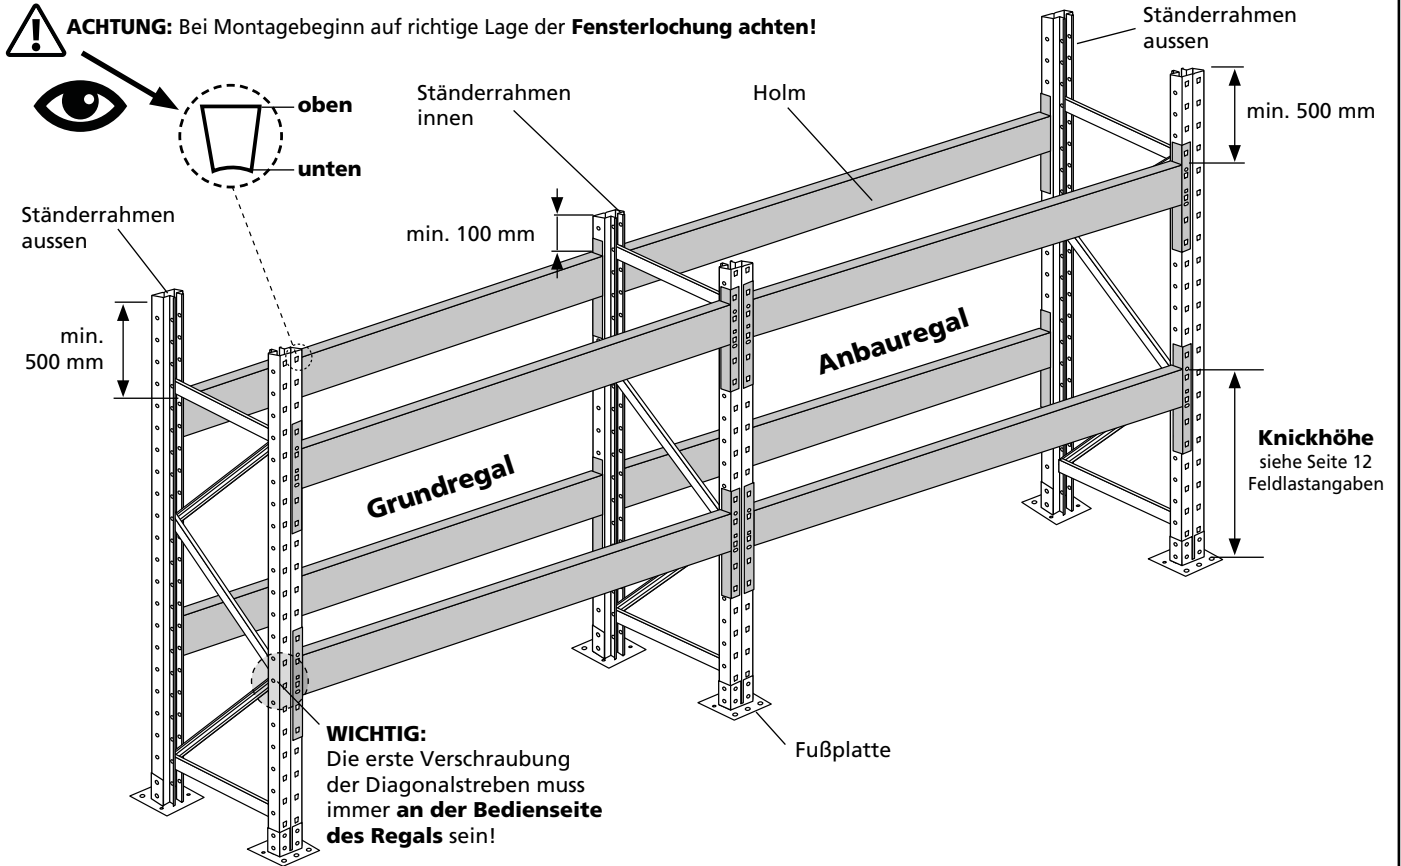 ACHTUNG: Bei Montagebeginn auf richtige Lage der Fensterlochung achten!
oben
unten
Ständerrahmen
aussen
min.
500 mm
Ständerrahmen
innen
min. 100 mm
Holm
Ständerrahmen
aussen
min. 500 mm
Grundregal
Anbauregal
Knickhöhe
siehe Seite 12
Feldlastangaben
WICHTIG:
Die erste Verschraubung
der Diagonalstreben muss
immer an der Bedienseite
des Regals sein!
Fußplatte